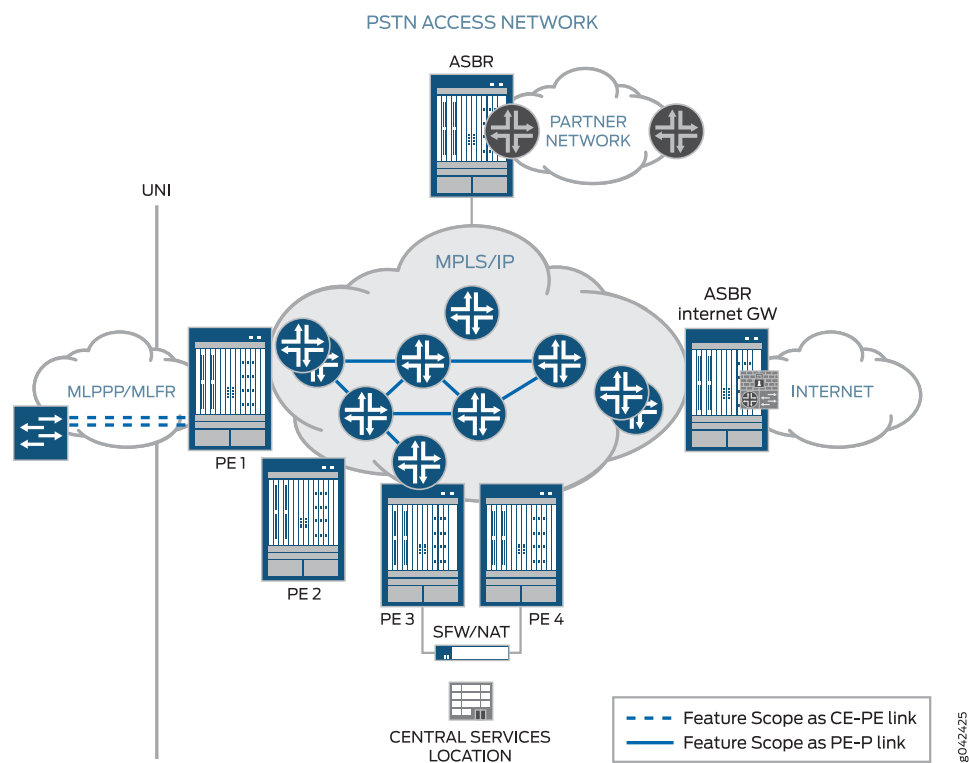 PSTN ACCESS NETWORK
ASBR
PARTNER
NETWORK
UNI
MPLS/IP
ASBR
internet GW
MLPPP/MLFR
INTERNET
PE 1
PE 2
PE 3
PE 4
SFW/NAT
CENTRAL SERVICES
LOCATION
Feature Scope as CE-PE link
Feature Scope as PE-P link
g042425